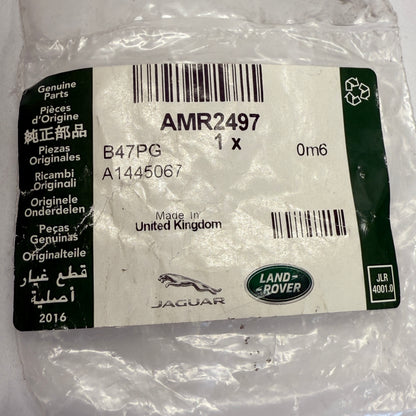 Genuine
Parts
Pièces
d'Origine
純正部品
Piezas
Originales
Ricambi
Originali
Originele
Onderdelen
Peças
Genuinas
Originalteile
قطع غيار
أصلية
2016
AMR2497
1 x
B47PG
0m6
A1445067
Made in
United Kingdom
JAGUAR
LAND-
-ROVER
JLR
4001.0